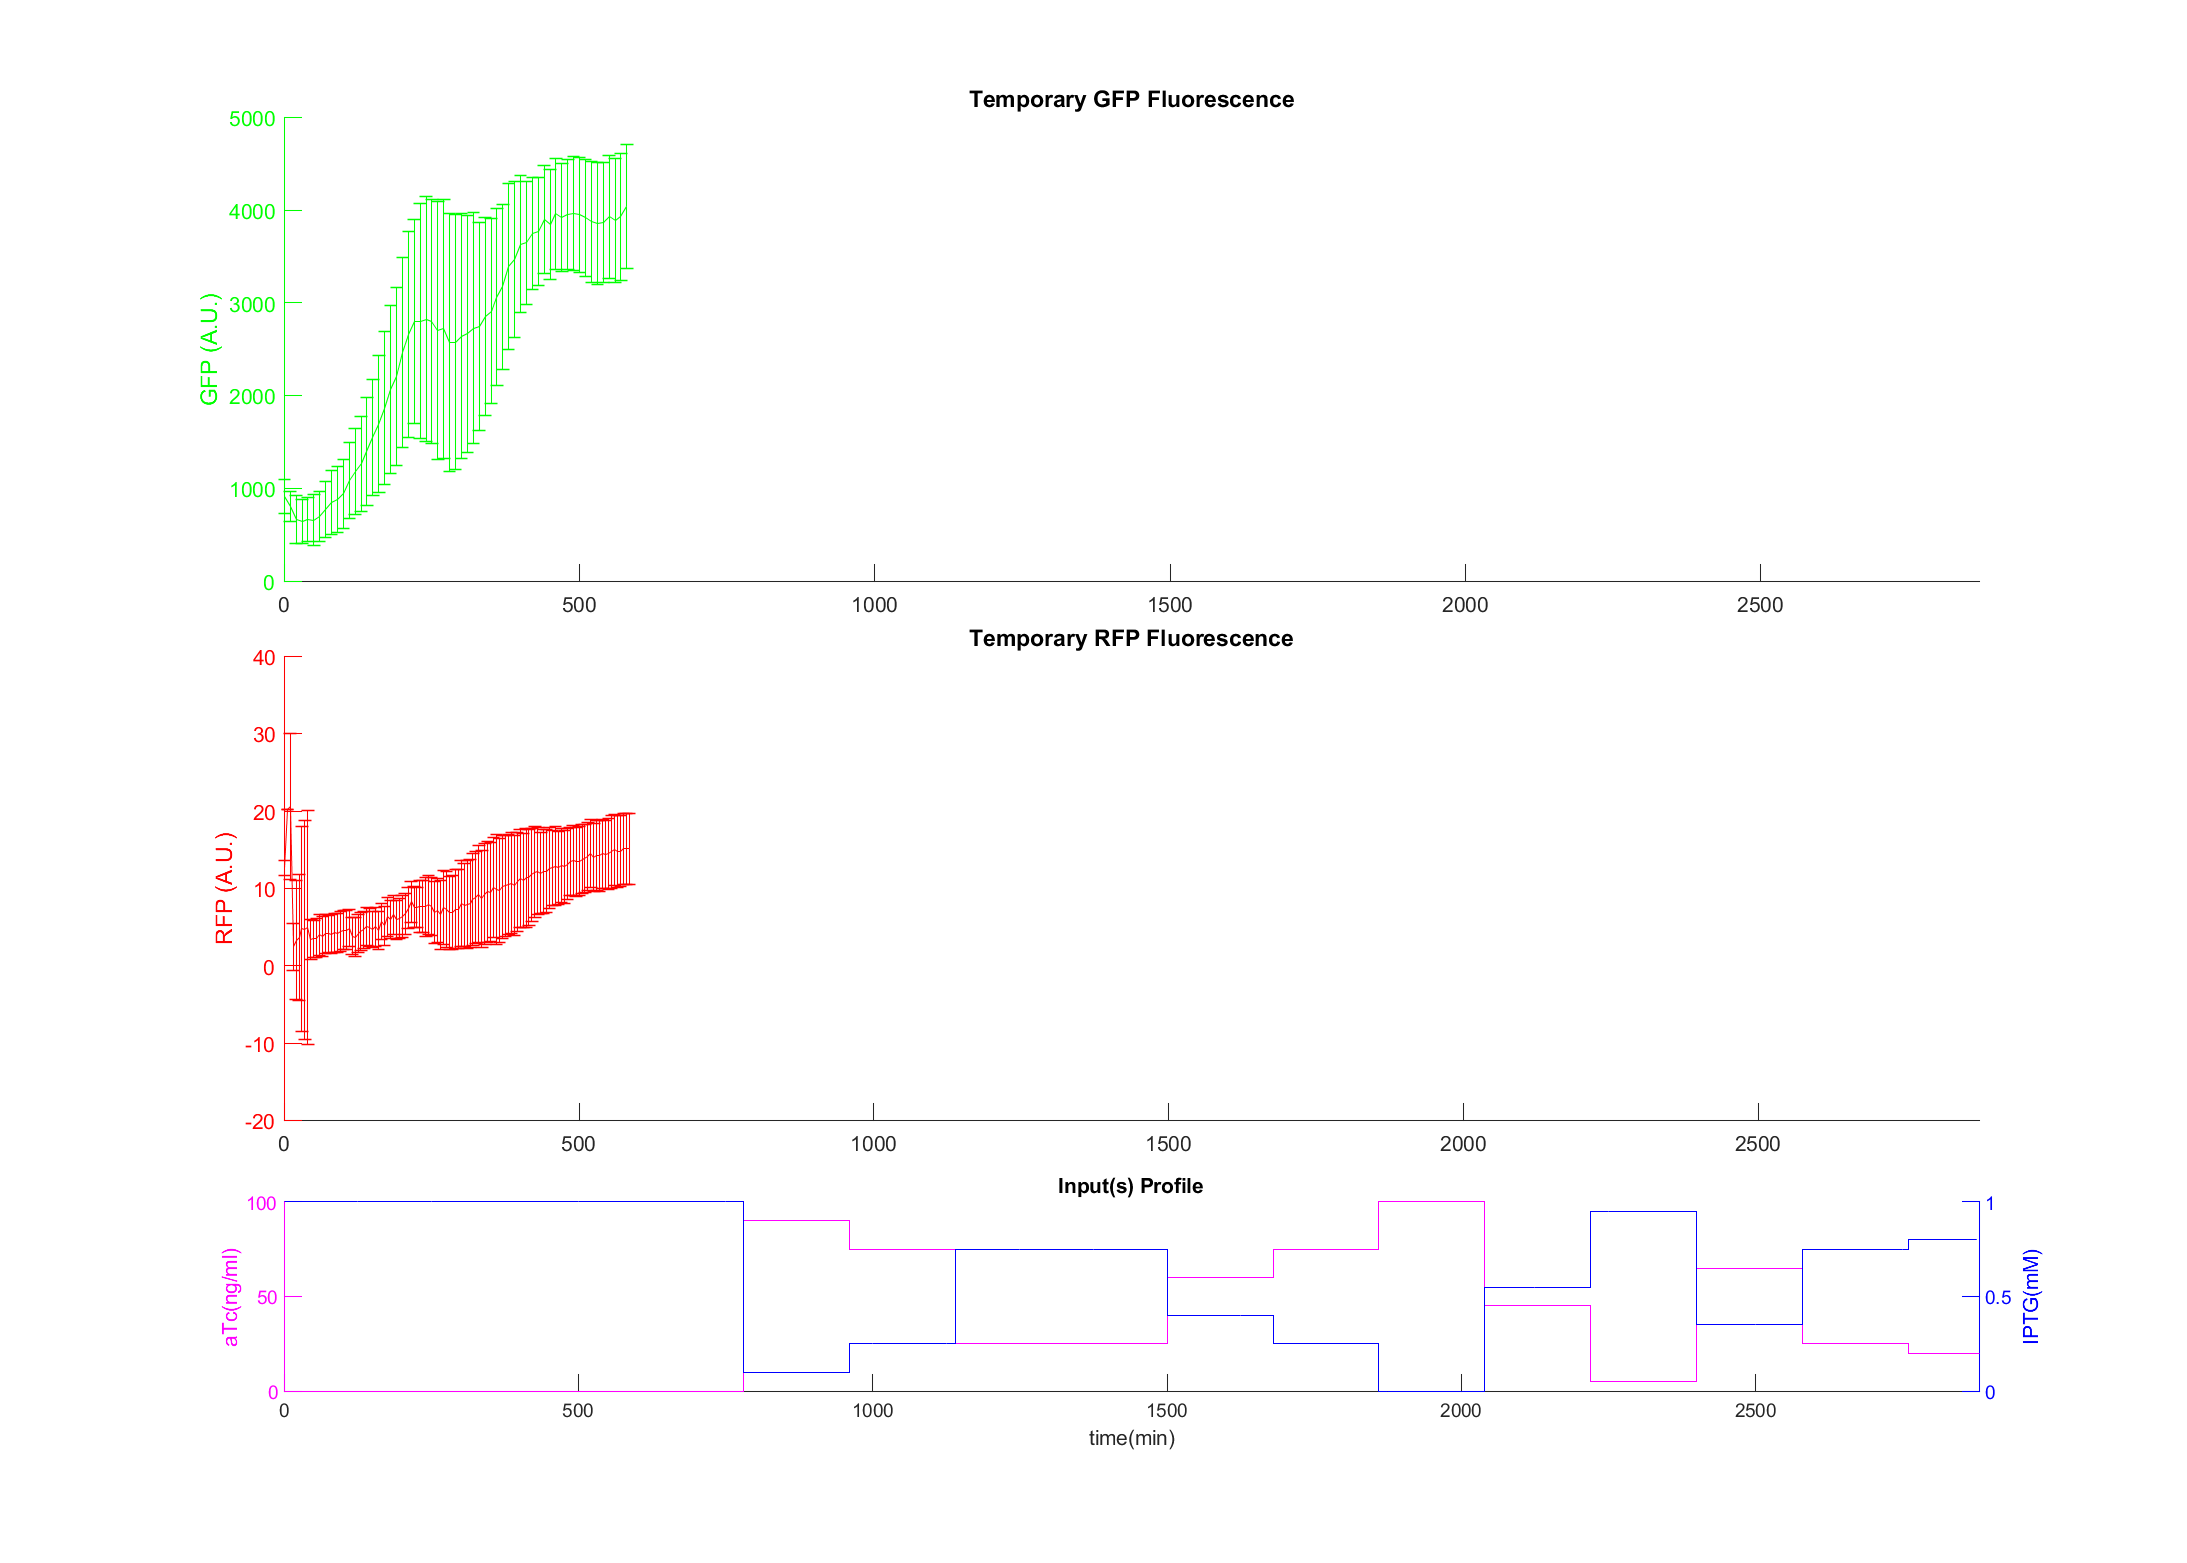 Temporary GFP Fluorescence
5000
4000
3000
2000
1000
0
GFP (A.U.)
0 500 1000 1500 2000 2500
Temporary RFP Fluorescence
40
30
20
10
0
-10
-20
RFP (A.U.)
0 500 1000 1500 2000 2500
Input(s) Profile
100
50
0
aTc(ng/ml)
1
0.5
0
IPTG(mM)
0 500 1000 1500 2000 2500
time(min)